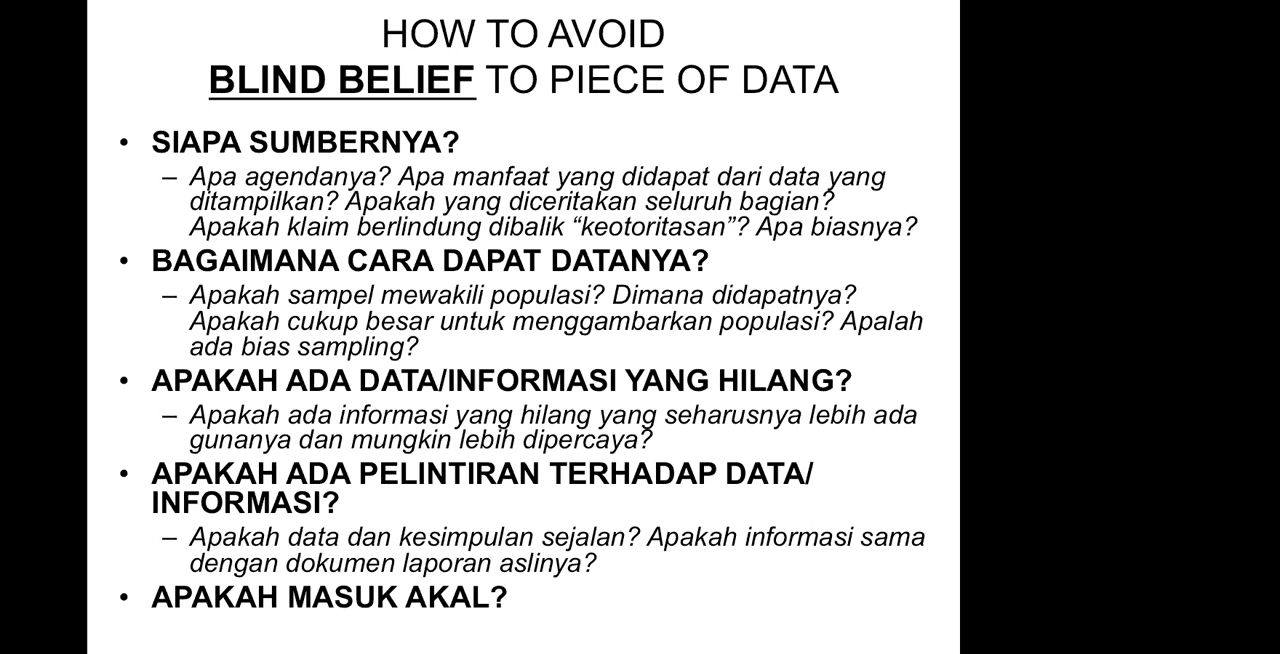 HOW TO AVOID
BLIND BELIEF TO PIECE OF DATA
• SIAPA SUMBERNYA?
– Apa agendanya? Apa manfaat yang didapat dari data yang
ditampilkan? Apakah yang diceritakan seluruh bagian?
Apakah klaim berlindung dibalik “keotoritasan”? Apa biasnya?
• BAGAIMANA CARA DAPAT DATANYA?
– Apakah sampel mewakili populasi? Dimana didapatnya?
Apakah cukup besar untuk menggambarkan populasi? Apalah
ada bias sampling?
• APAKAH ADA DATA/INFORMASI YANG HILANG?
– Apakah ada informasi yang hilang yang seharusnya lebih ada
gunanya dan mungkin lebih dipercaya?
• APAKAH ADA PELINTIRAN TERHADAP DATA/
INFORMASI?
– Apakah data dan kesimpulan sejalan? Apakah informasi sama
dengan dokumen laporan aslinya?
• APAKAH MASUK AKAL?